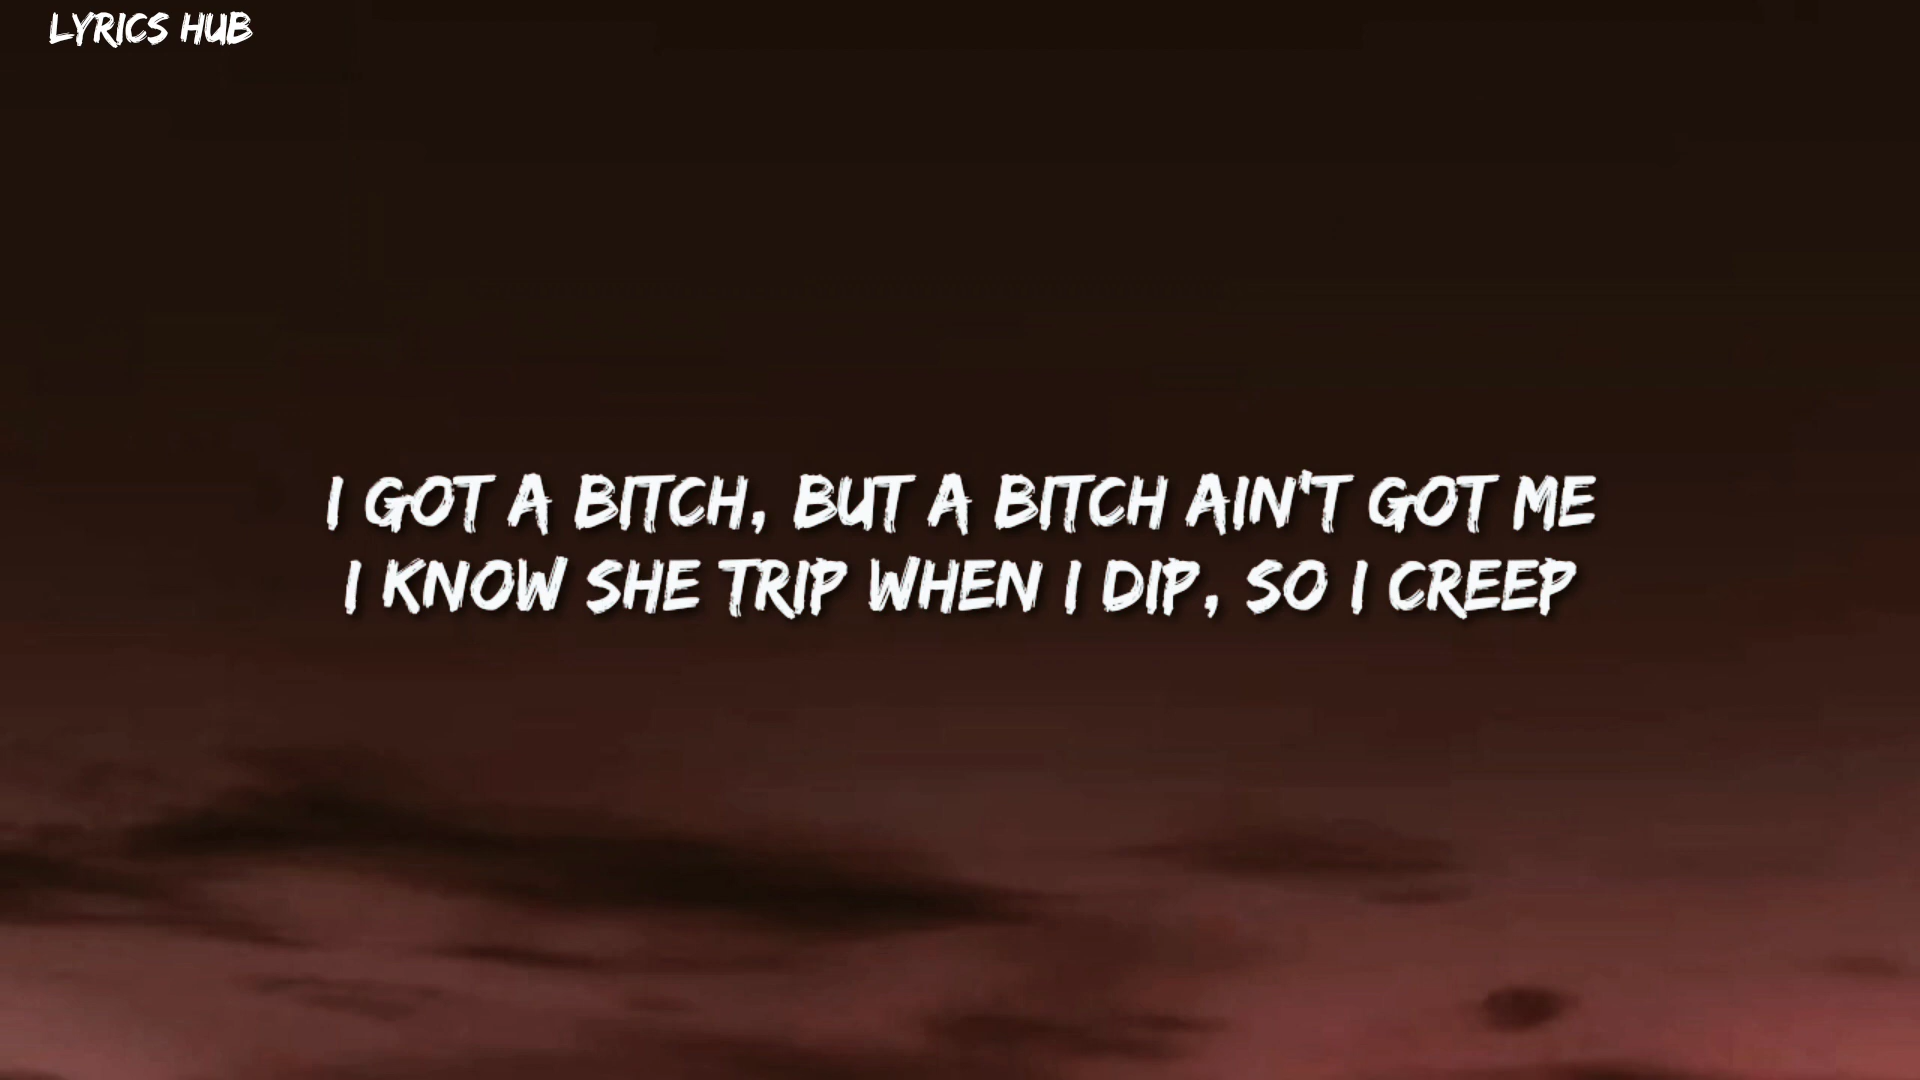 LYRICS HUB
I GOT A BITCH, BUT A BITCH AIN'T GOT ME
I KNOW SHE TRIP WHEN I DIP, SO I CREEP